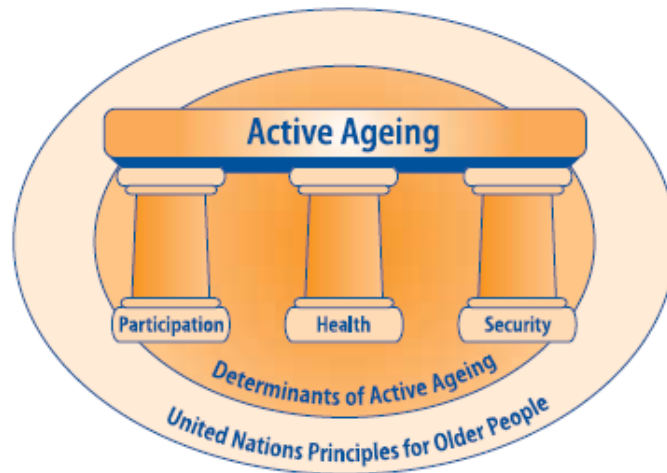 Active Ageing
Participation
Health
Security
Determinants of Active Ageing
United Nations Principles for Older People